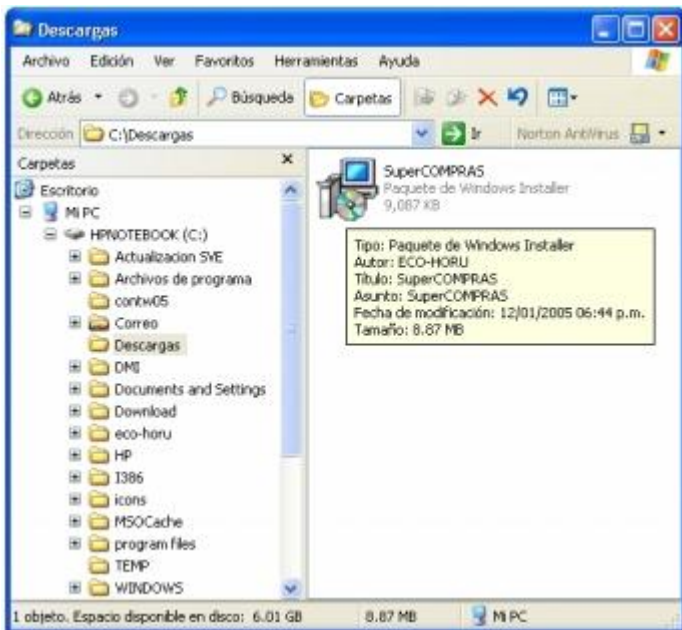 Descargas
Archivo Edición Ver Favoritos Herramientas Ayuda
Atrás Búsqueda Carpetas
Dirección C:\Descargas Ir Norton AntiVirus
Carpetas
Escritorio
Mi PC
HPNOTEBOOK (C:)
Actualizacion SVE
Archivos de programa
contw05
Correo
Descargas
DMI
Documents and Settings
Download
eco-horu
HP
I386
icons
MSOCache
program files
TEMP
WINDOWS
SuperCOMPRAS
Paquete de Windows Installer
9,087 KB
Tipo: Paquete de Windows Installer
Autor: ECO-HORU
Título: SuperCOMPRAS
Asunto: SuperCOMPRAS
Fecha de modificación: 12/01/2005 06:44 p.m.
Tamaño: 8.87 MB
1 objeto. Espacio disponible en disco: 6.01 GB 8.87 MB Mi PC